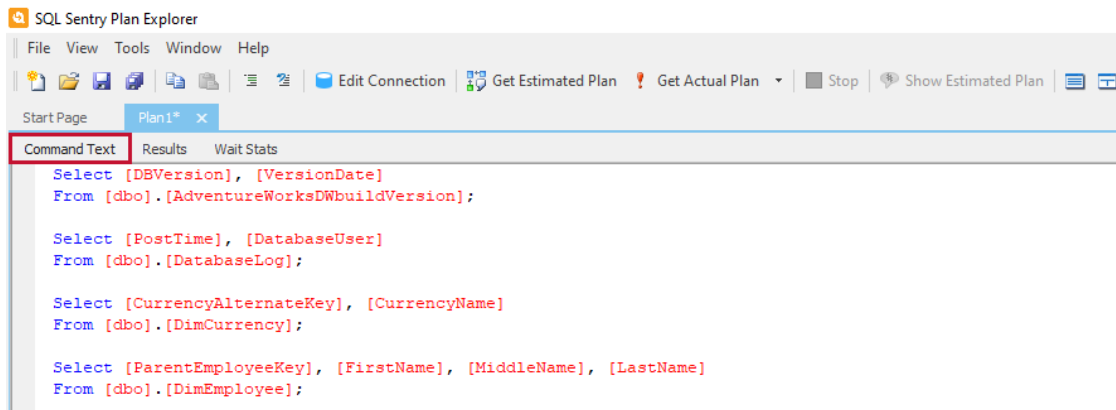 SQL Sentry Plan Explorer
File View Tools Window Help
Edit Connection Get Estimated Plan Get Actual Plan Stop Show Estimated Plan
Start Page Plan1*
Command Text Results Wait Stats
Select [DBVersion], [VersionDate]
From [dbo].[AdventureWorksDWbuildVersion];
Select [PostTime], [DatabaseUser]
From [dbo].[DatabaseLog];
Select [CurrencyAlternateKey], [CurrencyName]
From [dbo].[DimCurrency];
Select [ParentEmployeeKey], [FirstName], [MiddleName], [LastName]
From [dbo].[DimEmployee];